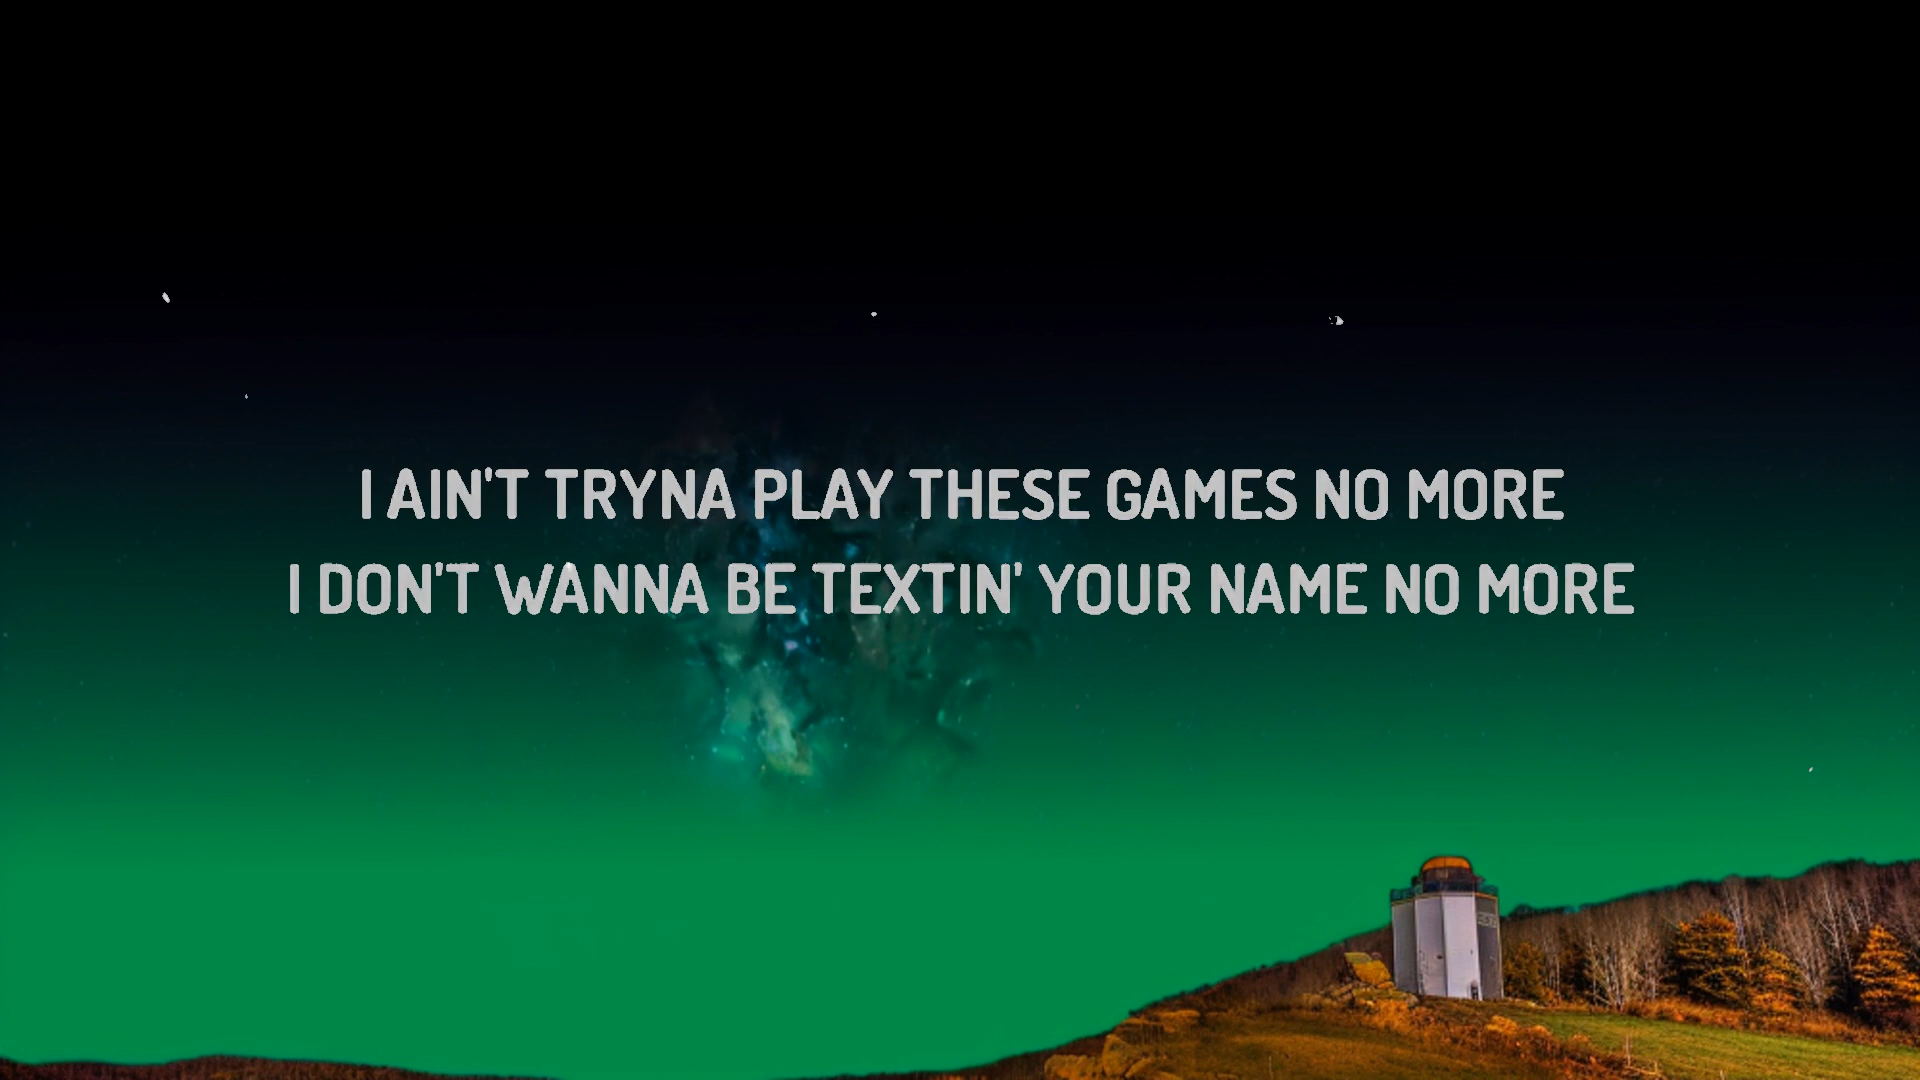 I AIN'T TRYNA PLAY THESE GAMES NO MORE
I DON'T WANNA BE TEXTIN' YOUR NAME NO MORE